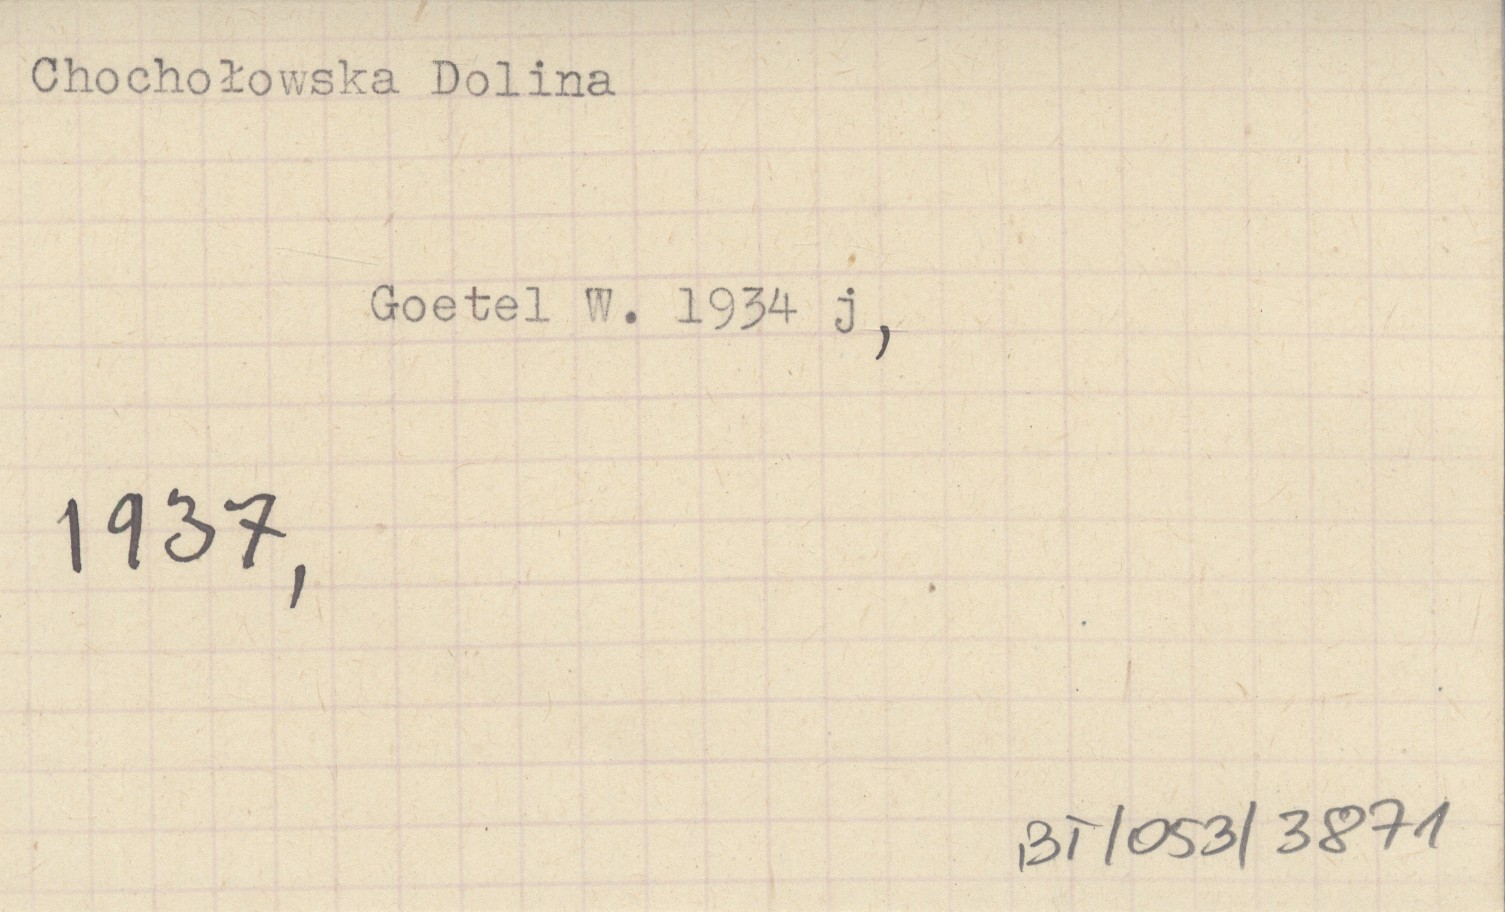 Chochołowska Dolina
Goetel W. 1934 j,
1937,
BT/053/3871